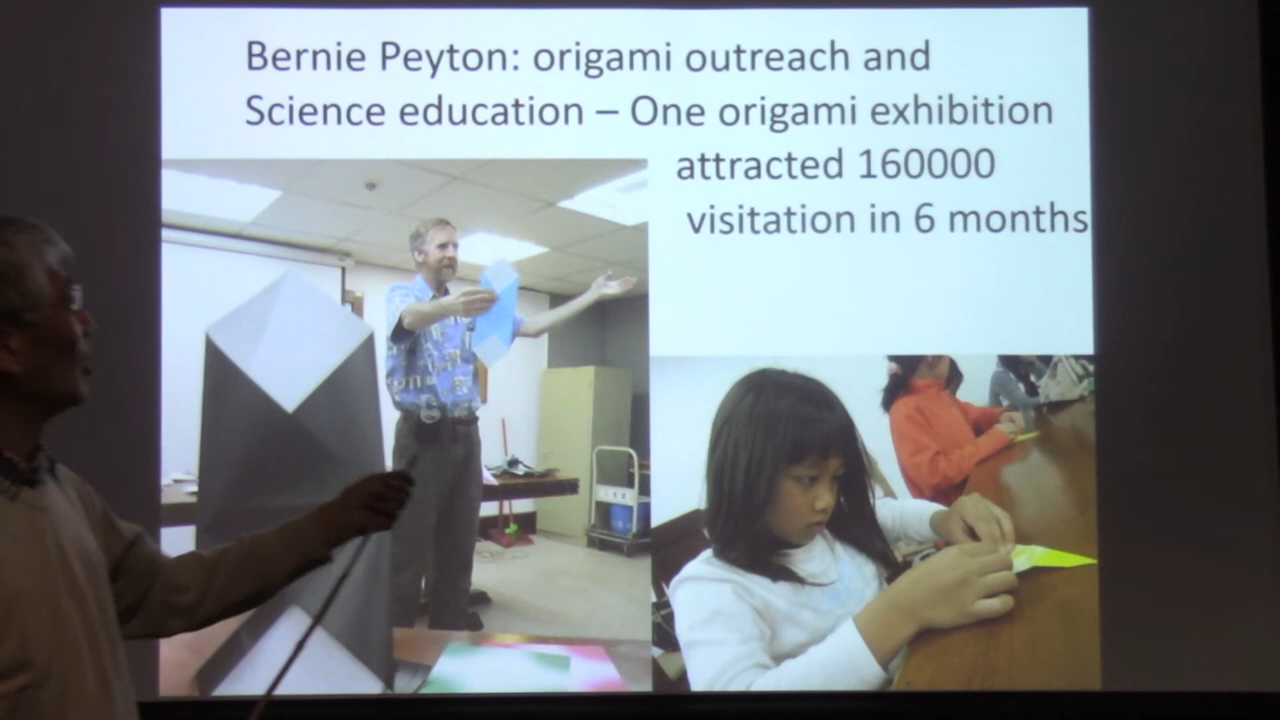 Bernie Peyton: origami outreach and
Science education – One origami exhibition
attracted 160000
visitation in 6 months